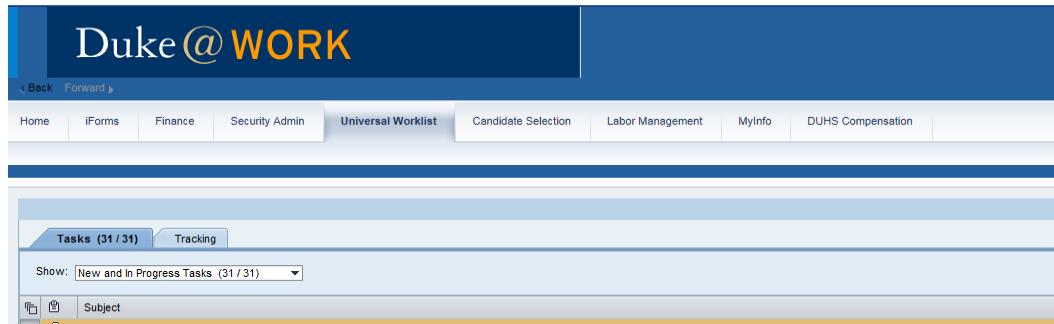 Duke@WORK
Back Forward
Home iForms Finance Security Admin Universal Worklist Candidate Selection Labor Management MyInfo DUHS Compensation
Tasks (31 / 31) Tracking
Show: New and In Progress Tasks (31 / 31)
Subject